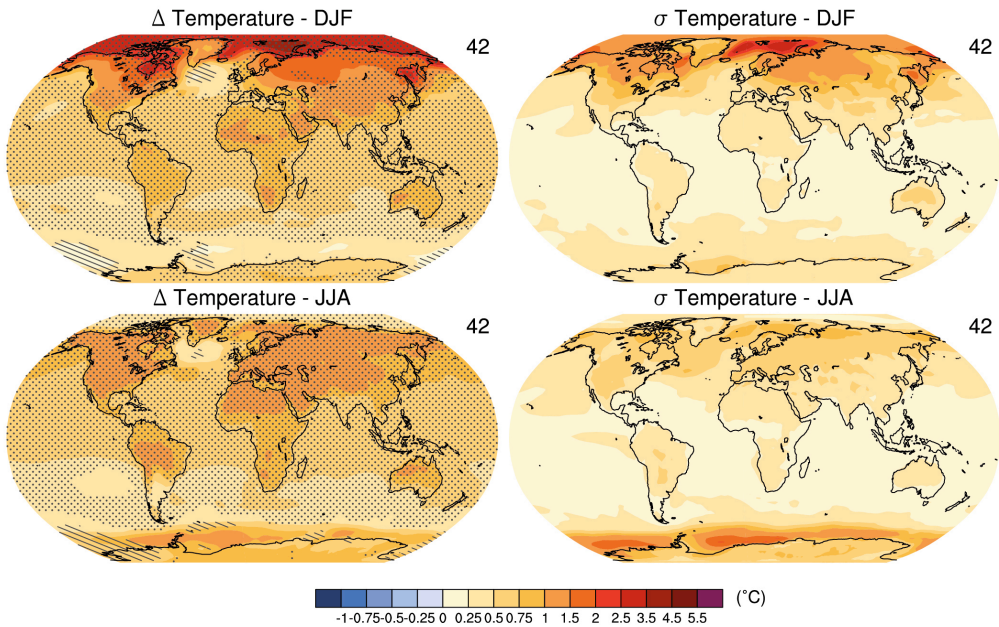 Δ Temperature - DJF
42
σ Temperature - DJF
42
Δ Temperature - JJA
42
σ Temperature - JJA
42
(°C)
-1 -0.75 -0.5 -0.25 0 0.25 0.5 0.75 1 1.5 2 2.5 3.5 4.5 5.5